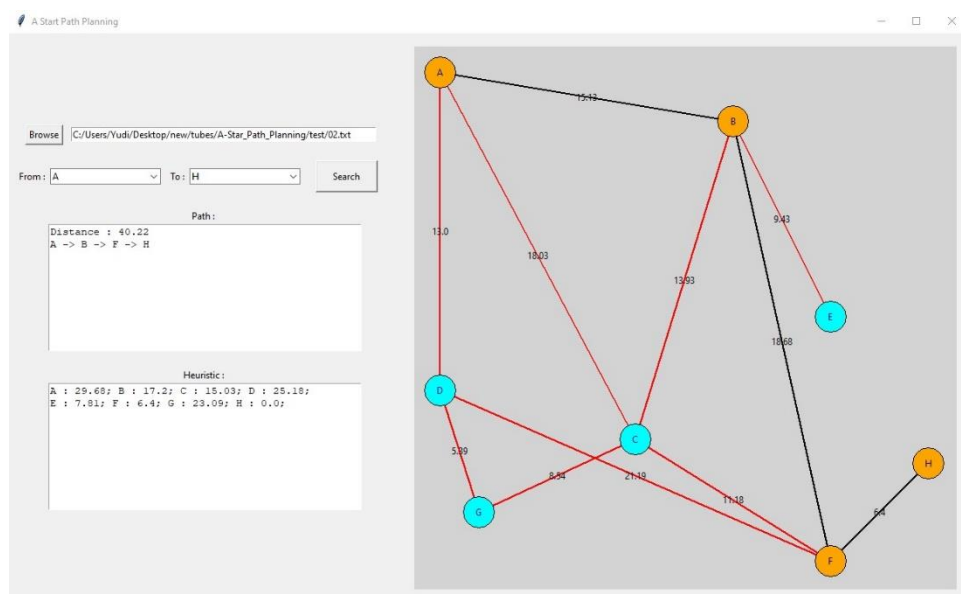 A Start Path Planning
Browse C:/Users/Yudi/Desktop/new/tubes/A-Star_Path_Planning/test/02.txt
From : A To : H Search
Path :
Distance : 40.22
A -> B -> F -> H
Heuristic :
A : 29.68; B : 17.2; C : 15.03; D : 25.18;
E : 7.81; F : 6.4; G : 23.09; H : 0.0;
A
15.13
B
9.43
13.0
18.03
13.93
E
18.68
D
C
5.39
8.54
21.19
H
11.18
G
6.4
F